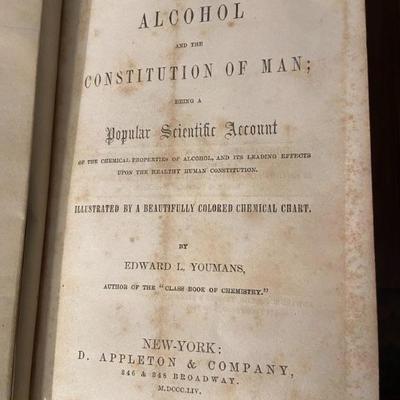 ALCOHOL
AND THE
CONSTITUTION OF MAN;
BEING A
Popular Scientific Account
OF THE CHEMICAL PROPERTIES OF ALCOHOL, AND ITS LEADING EFFECTS
UPON THE HEALTHY HUMAN CONSTITUTION.
ILLUSTRATED BY A BEAUTIFULLY COLORED CHEMICAL CHART.
BY
EDWARD L. YOUMANS,
AUTHOR OF THE "CLASS BOOK OF CHEMISTRY."
NEW-YORK:
D. APPLETON & COMPANY,
346 & 348 BROADWAY.
M.DCCC.LIV.